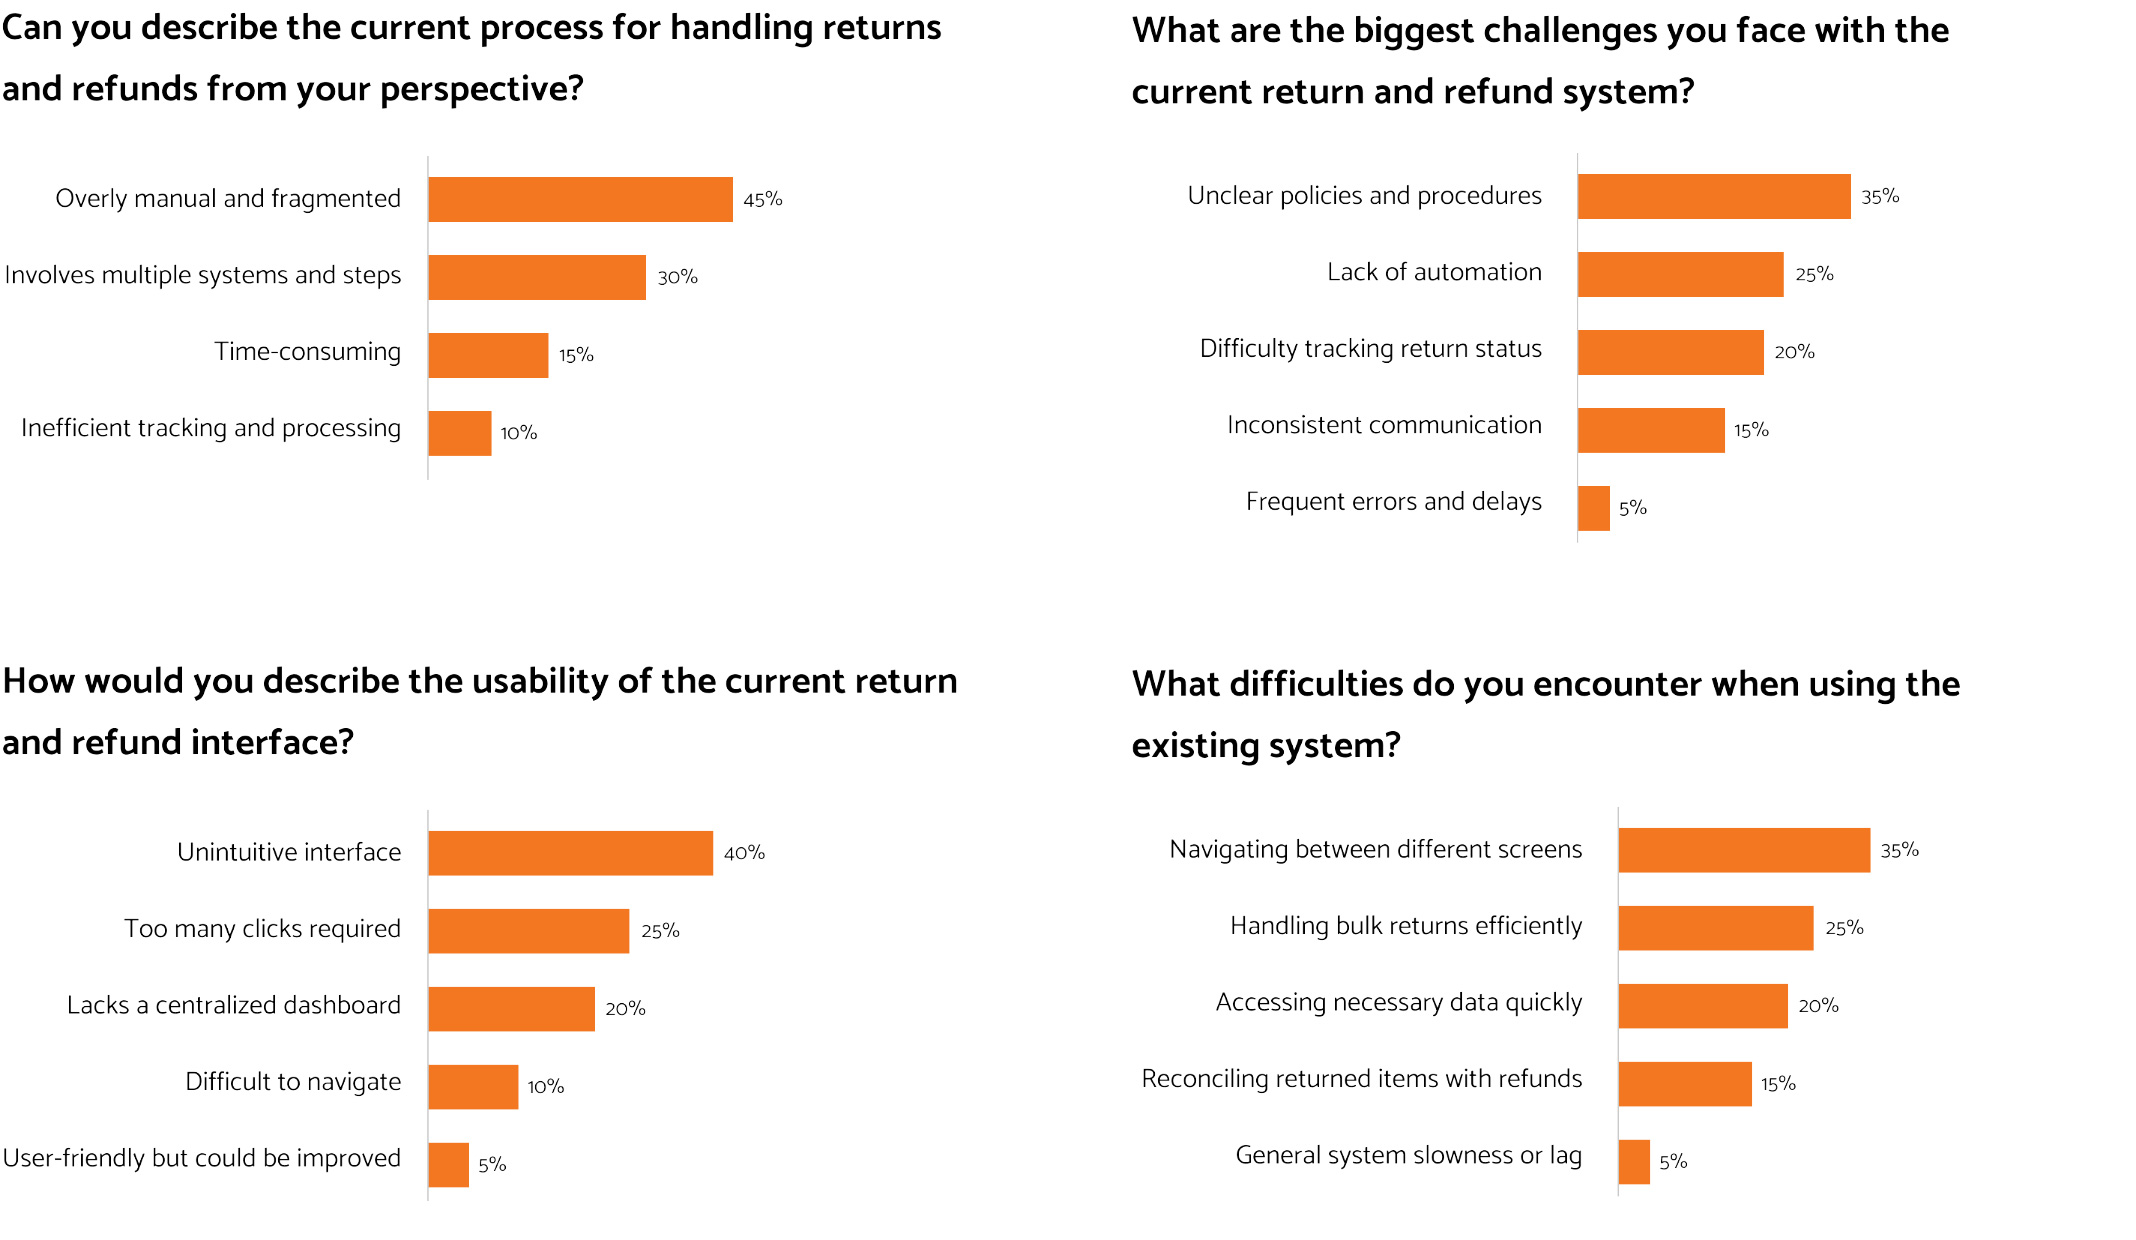 Can you describe the current process for handling returns
and refunds from your perspective?
Overly manual and fragmented 45%
Involves multiple systems and steps 30%
Time-consuming 15%
Inefficient tracking and processing 10%
What are the biggest challenges you face with the
current return and refund system?
Unclear policies and procedures 35%
Lack of automation 25%
Difficulty tracking return status 20%
Inconsistent communication 15%
Frequent errors and delays 5%
How would you describe the usability of the current return
and refund interface?
Unintuitive interface 40%
Too many clicks required 25%
Lacks a centralized dashboard 20%
Difficult to navigate 10%
User-friendly but could be improved 5%
What difficulties do you encounter when using the
existing system?
Navigating between different screens 35%
Handling bulk returns efficiently 25%
Accessing necessary data quickly 20%
Reconciling returned items with refunds 15%
General system slowness or lag 5%